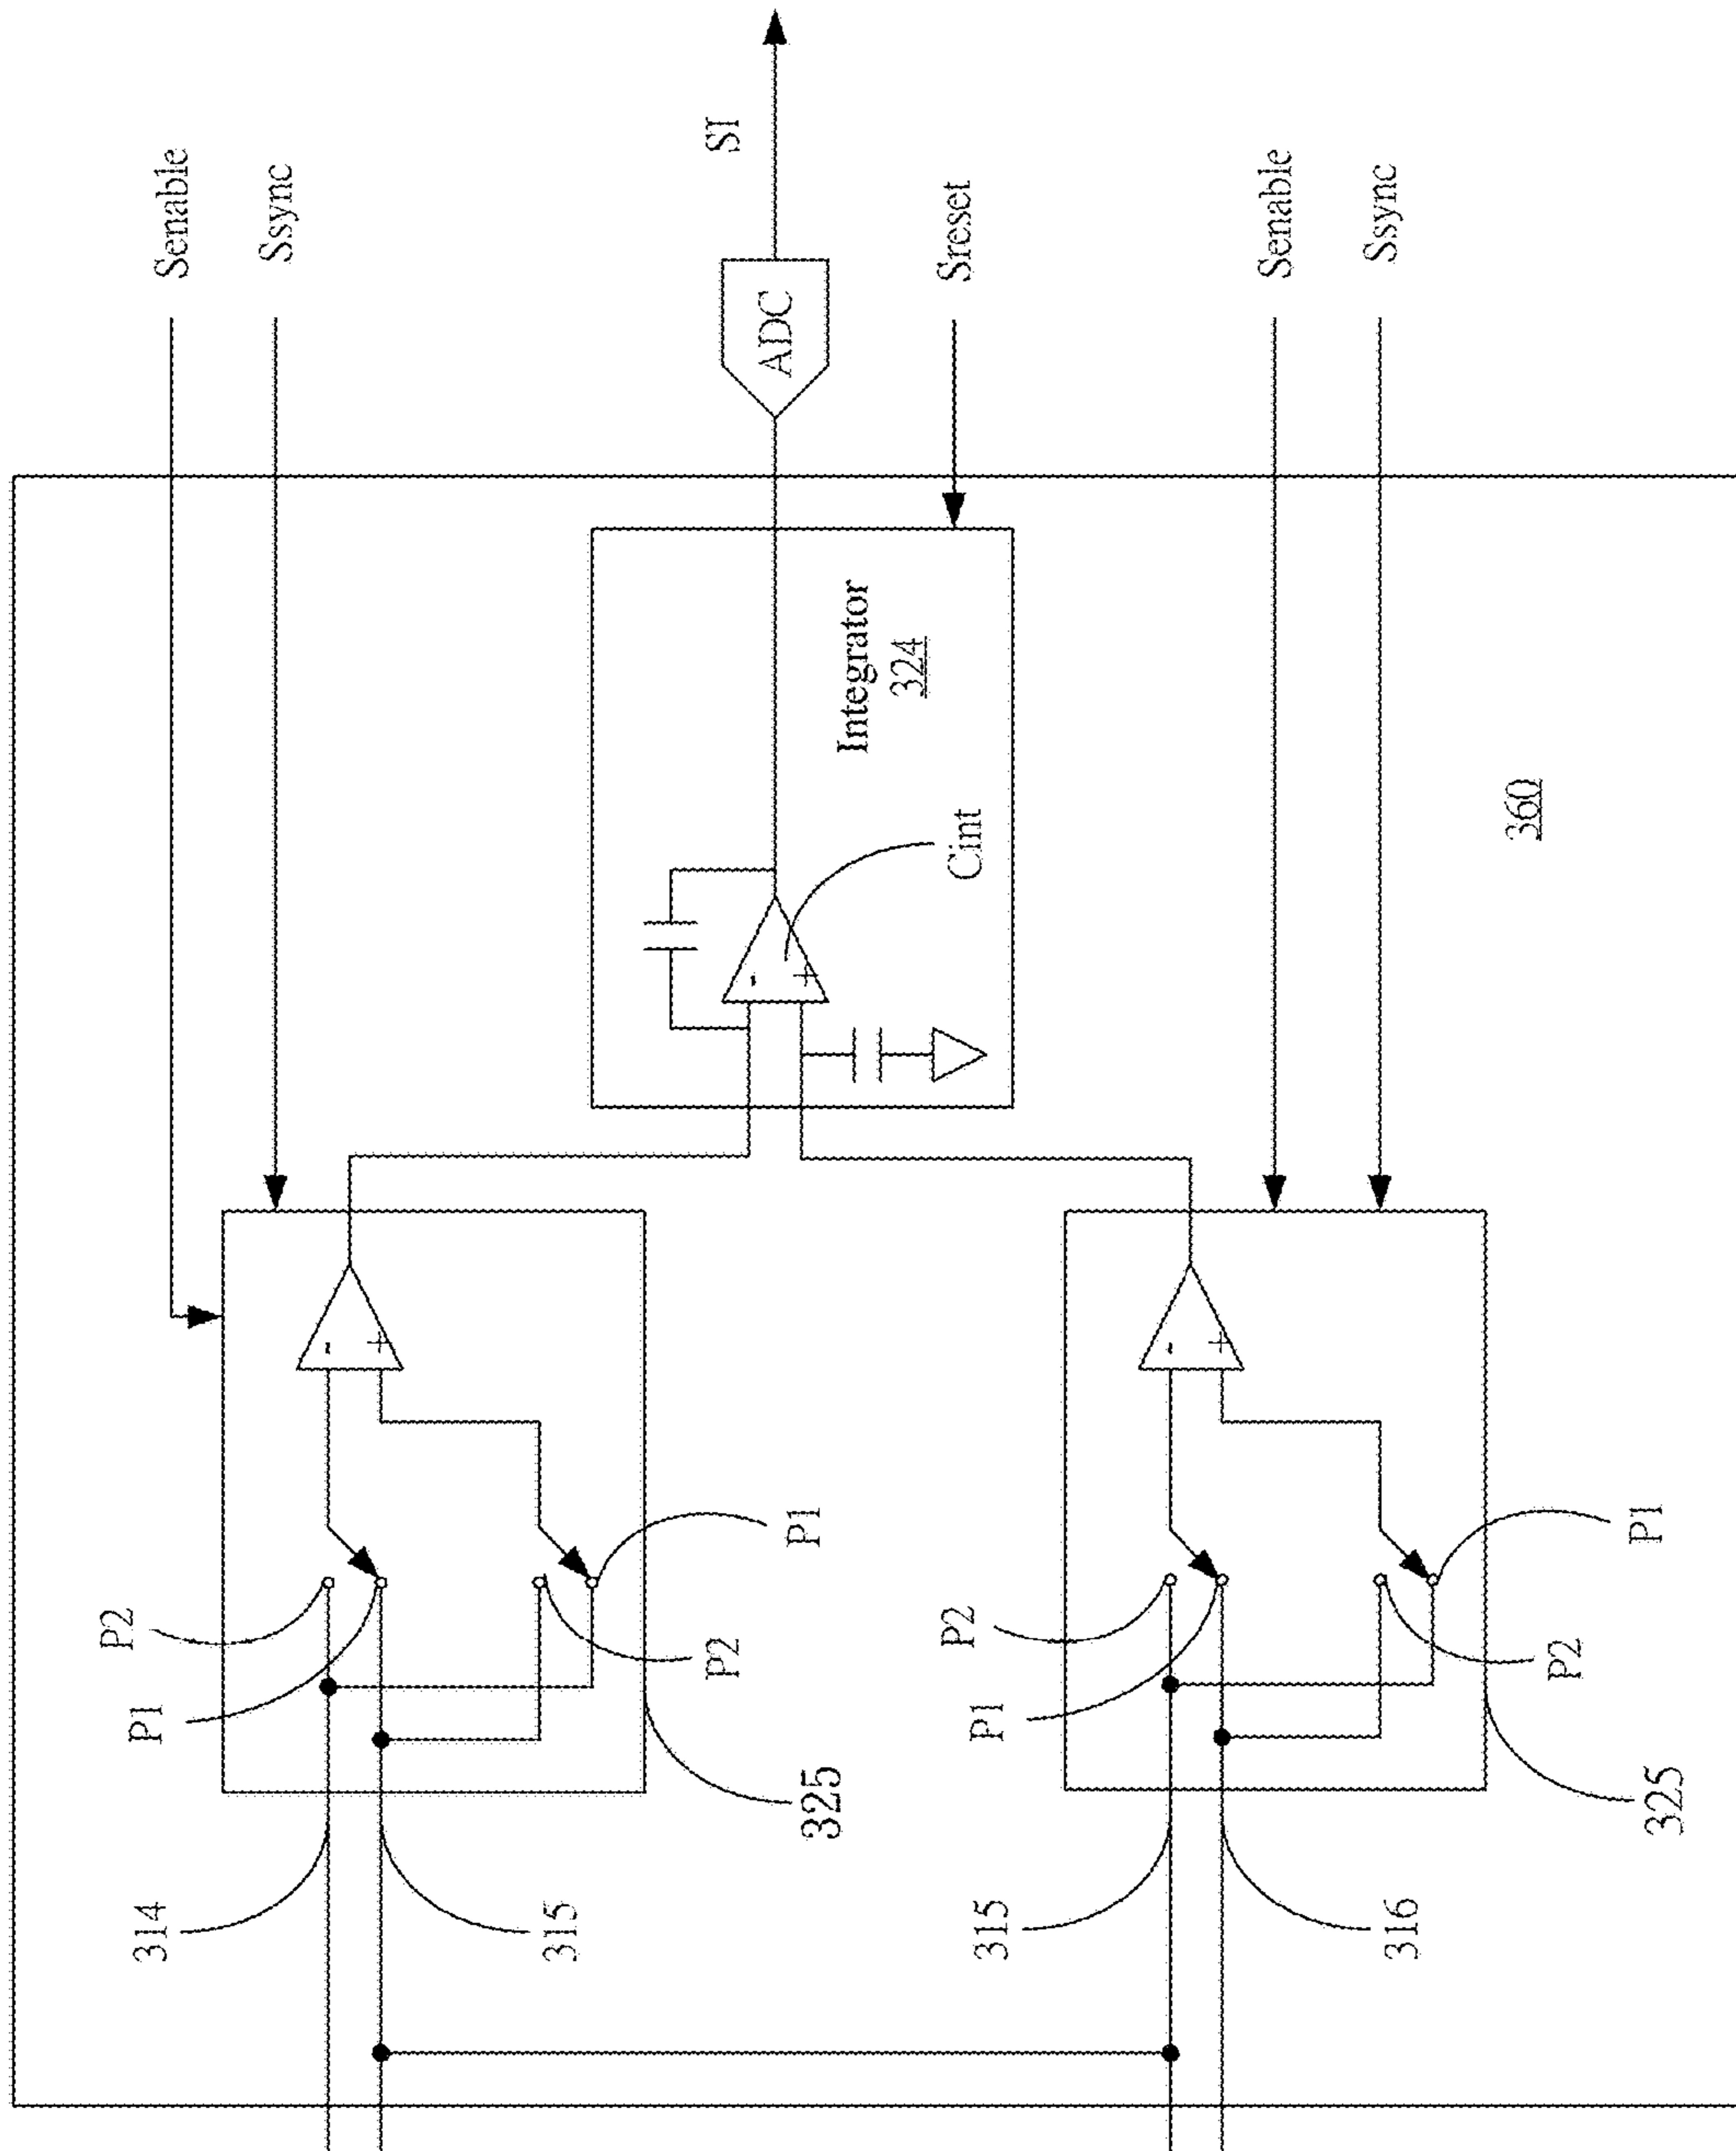 Senable
Ssync
SI
ADC
Sreset
Senable
Ssync
Integrator
324
-
+
Cint
360
-
+
-
+
P2
P1
P1
P2
P2
P1
P1
P2
325
325
314
315
315
316